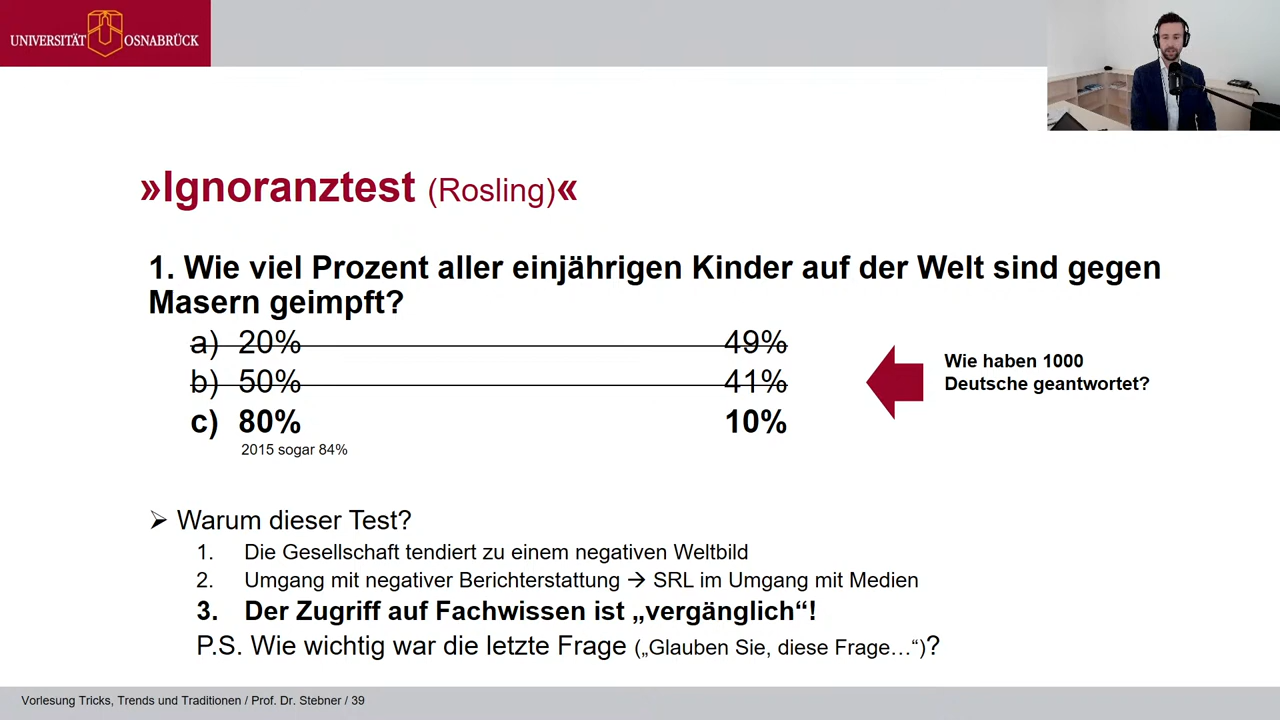 UNIVERSITÄT OSNABRÜCK
»Ignoranztest (Rosling)«
1. Wie viel Prozent aller einjährigen Kinder auf der Welt sind gegen
Masern geimpft?
a) 20% 49%
b) 50% 41%
c) 80% 10%
2015 sogar 84%
Wie haben 1000
Deutsche geantwortet?
➢ Warum dieser Test?
1. Die Gesellschaft tendiert zu einem negativen Weltbild
2. Umgang mit negativer Berichterstattung → SRL im Umgang mit Medien
3. Der Zugriff auf Fachwissen ist „vergänglich“!
P.S. Wie wichtig war die letzte Frage („Glauben Sie, diese Frage…“)?
Vorlesung Tricks, Trends und Traditionen / Prof. Dr. Stebner / 39